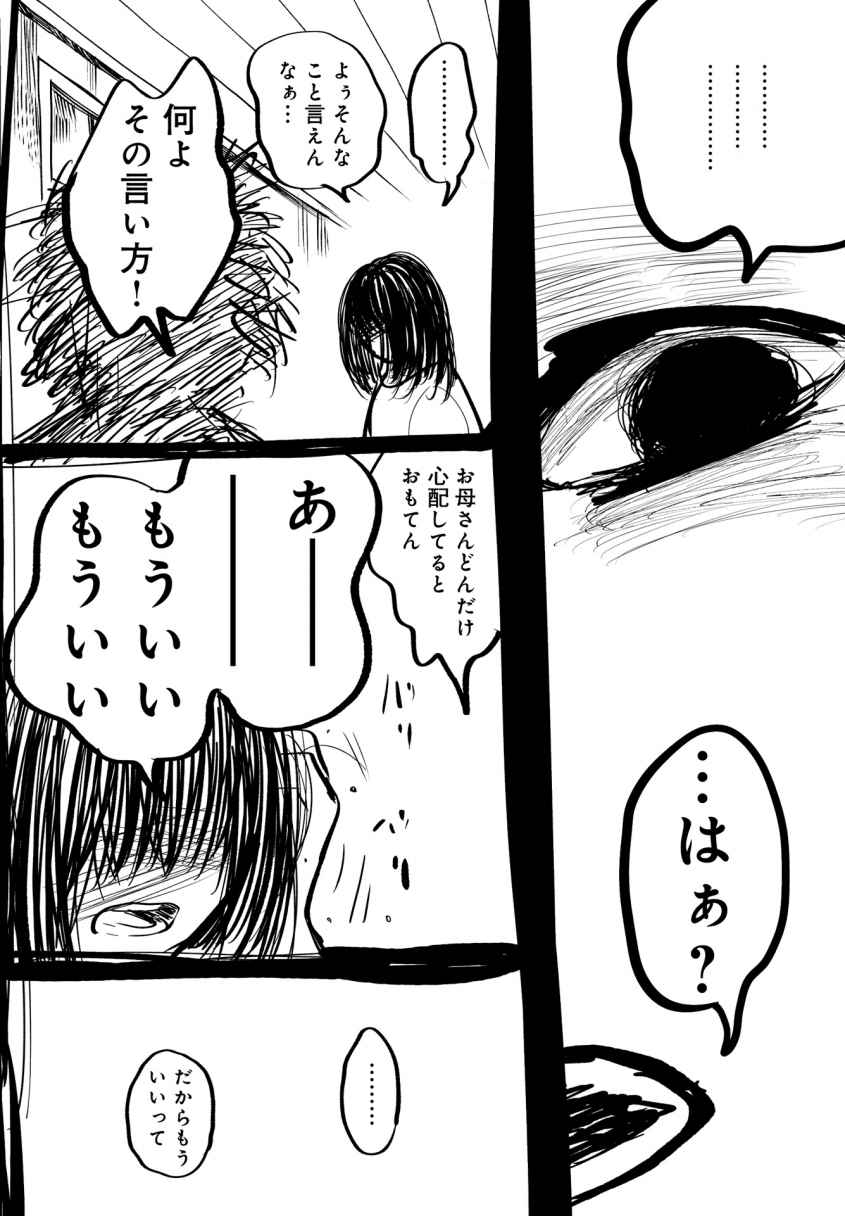 ………
………
…………
…はぁ?
…………
よぅそんな
こと言えん
なぁ…
何よ
その言い方!
お母さんどんだけ
心配してると
おもてん
あ――
――
もういい
もういい
バリ
バリ
………
だからもう
いいって